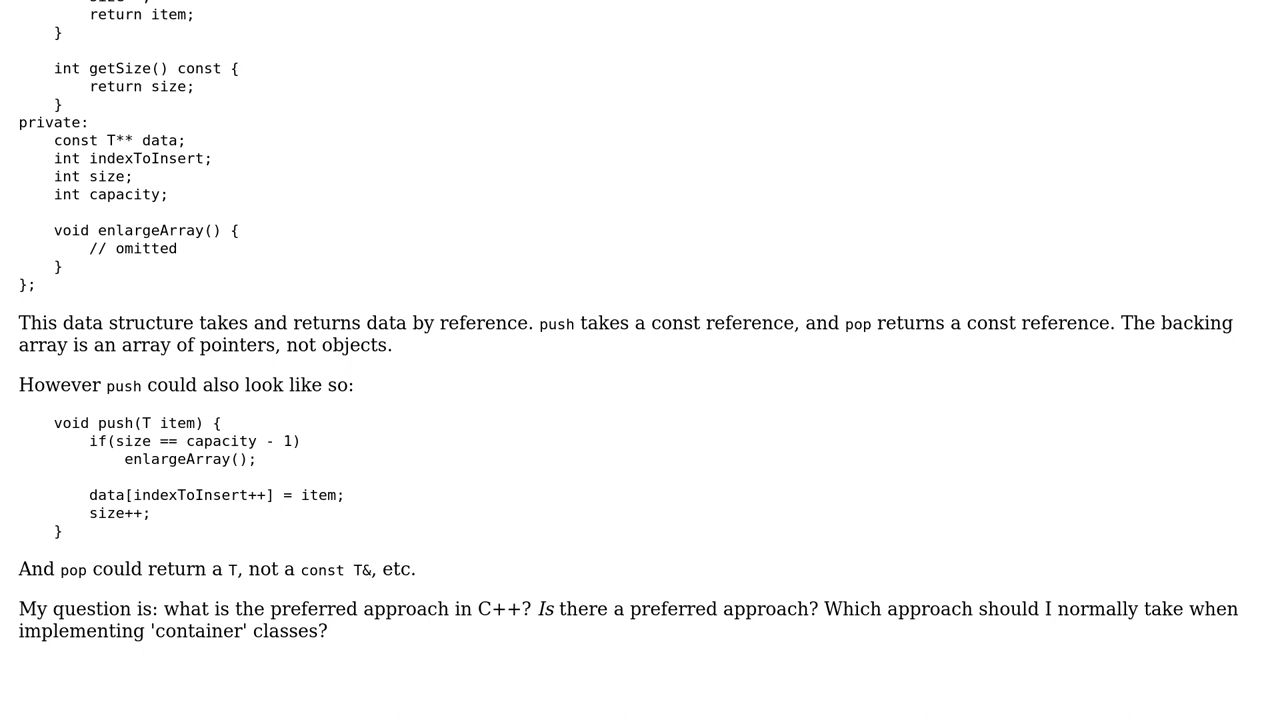 return item;
    }

    int getSize() const {
        return size;
    }
private:
    const T** data;
    int indexToInsert;
    int size;
    int capacity;

    void enlargeArray() {
        // omitted
    }
};

This data structure takes and returns data by reference. push takes a const reference, and pop returns a const reference. The backing
array is an array of pointers, not objects.

However push could also look like so:

    void push(T item) {
        if(size == capacity - 1)
            enlargeArray();

        data[indexToInsert++] = item;
        size++;
    }

And pop could return a T, not a const T&, etc.

My question is: what is the preferred approach in C++? Is there a preferred approach? Which approach should I normally take when
implementing 'container' classes?